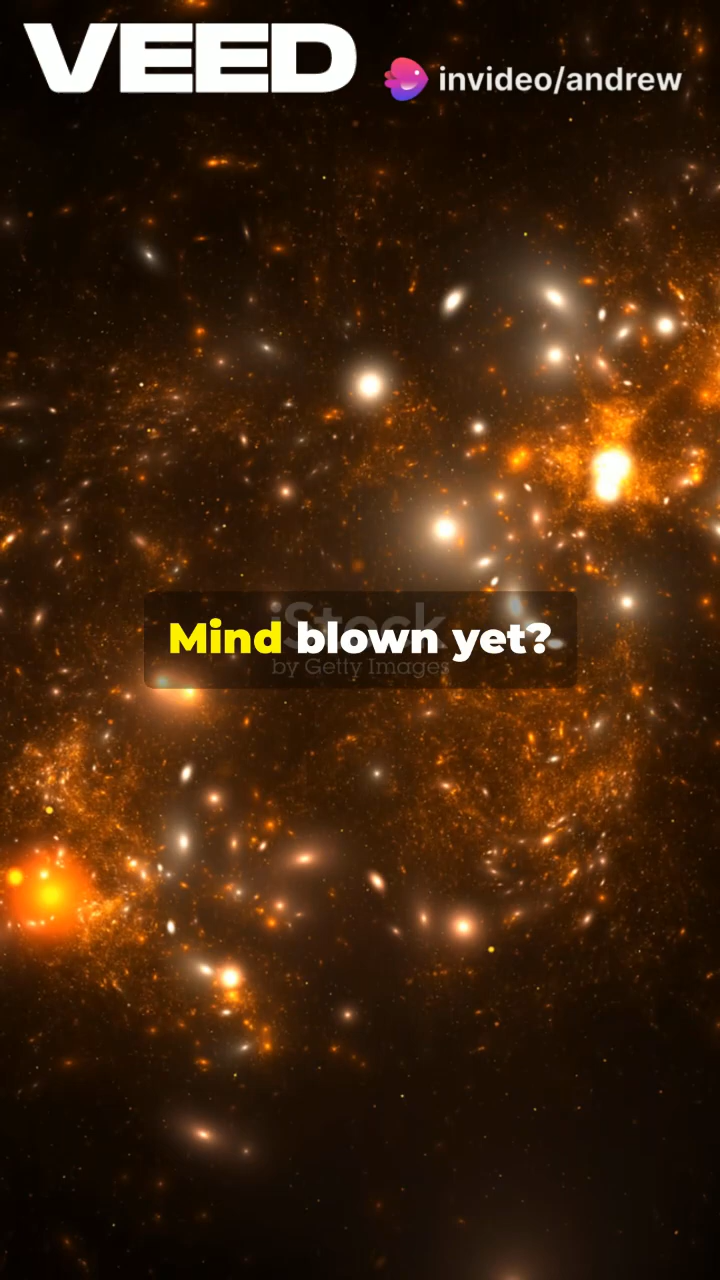 VEED
invideo/andrew
iStock
Mind blown yet?
by Getty Images